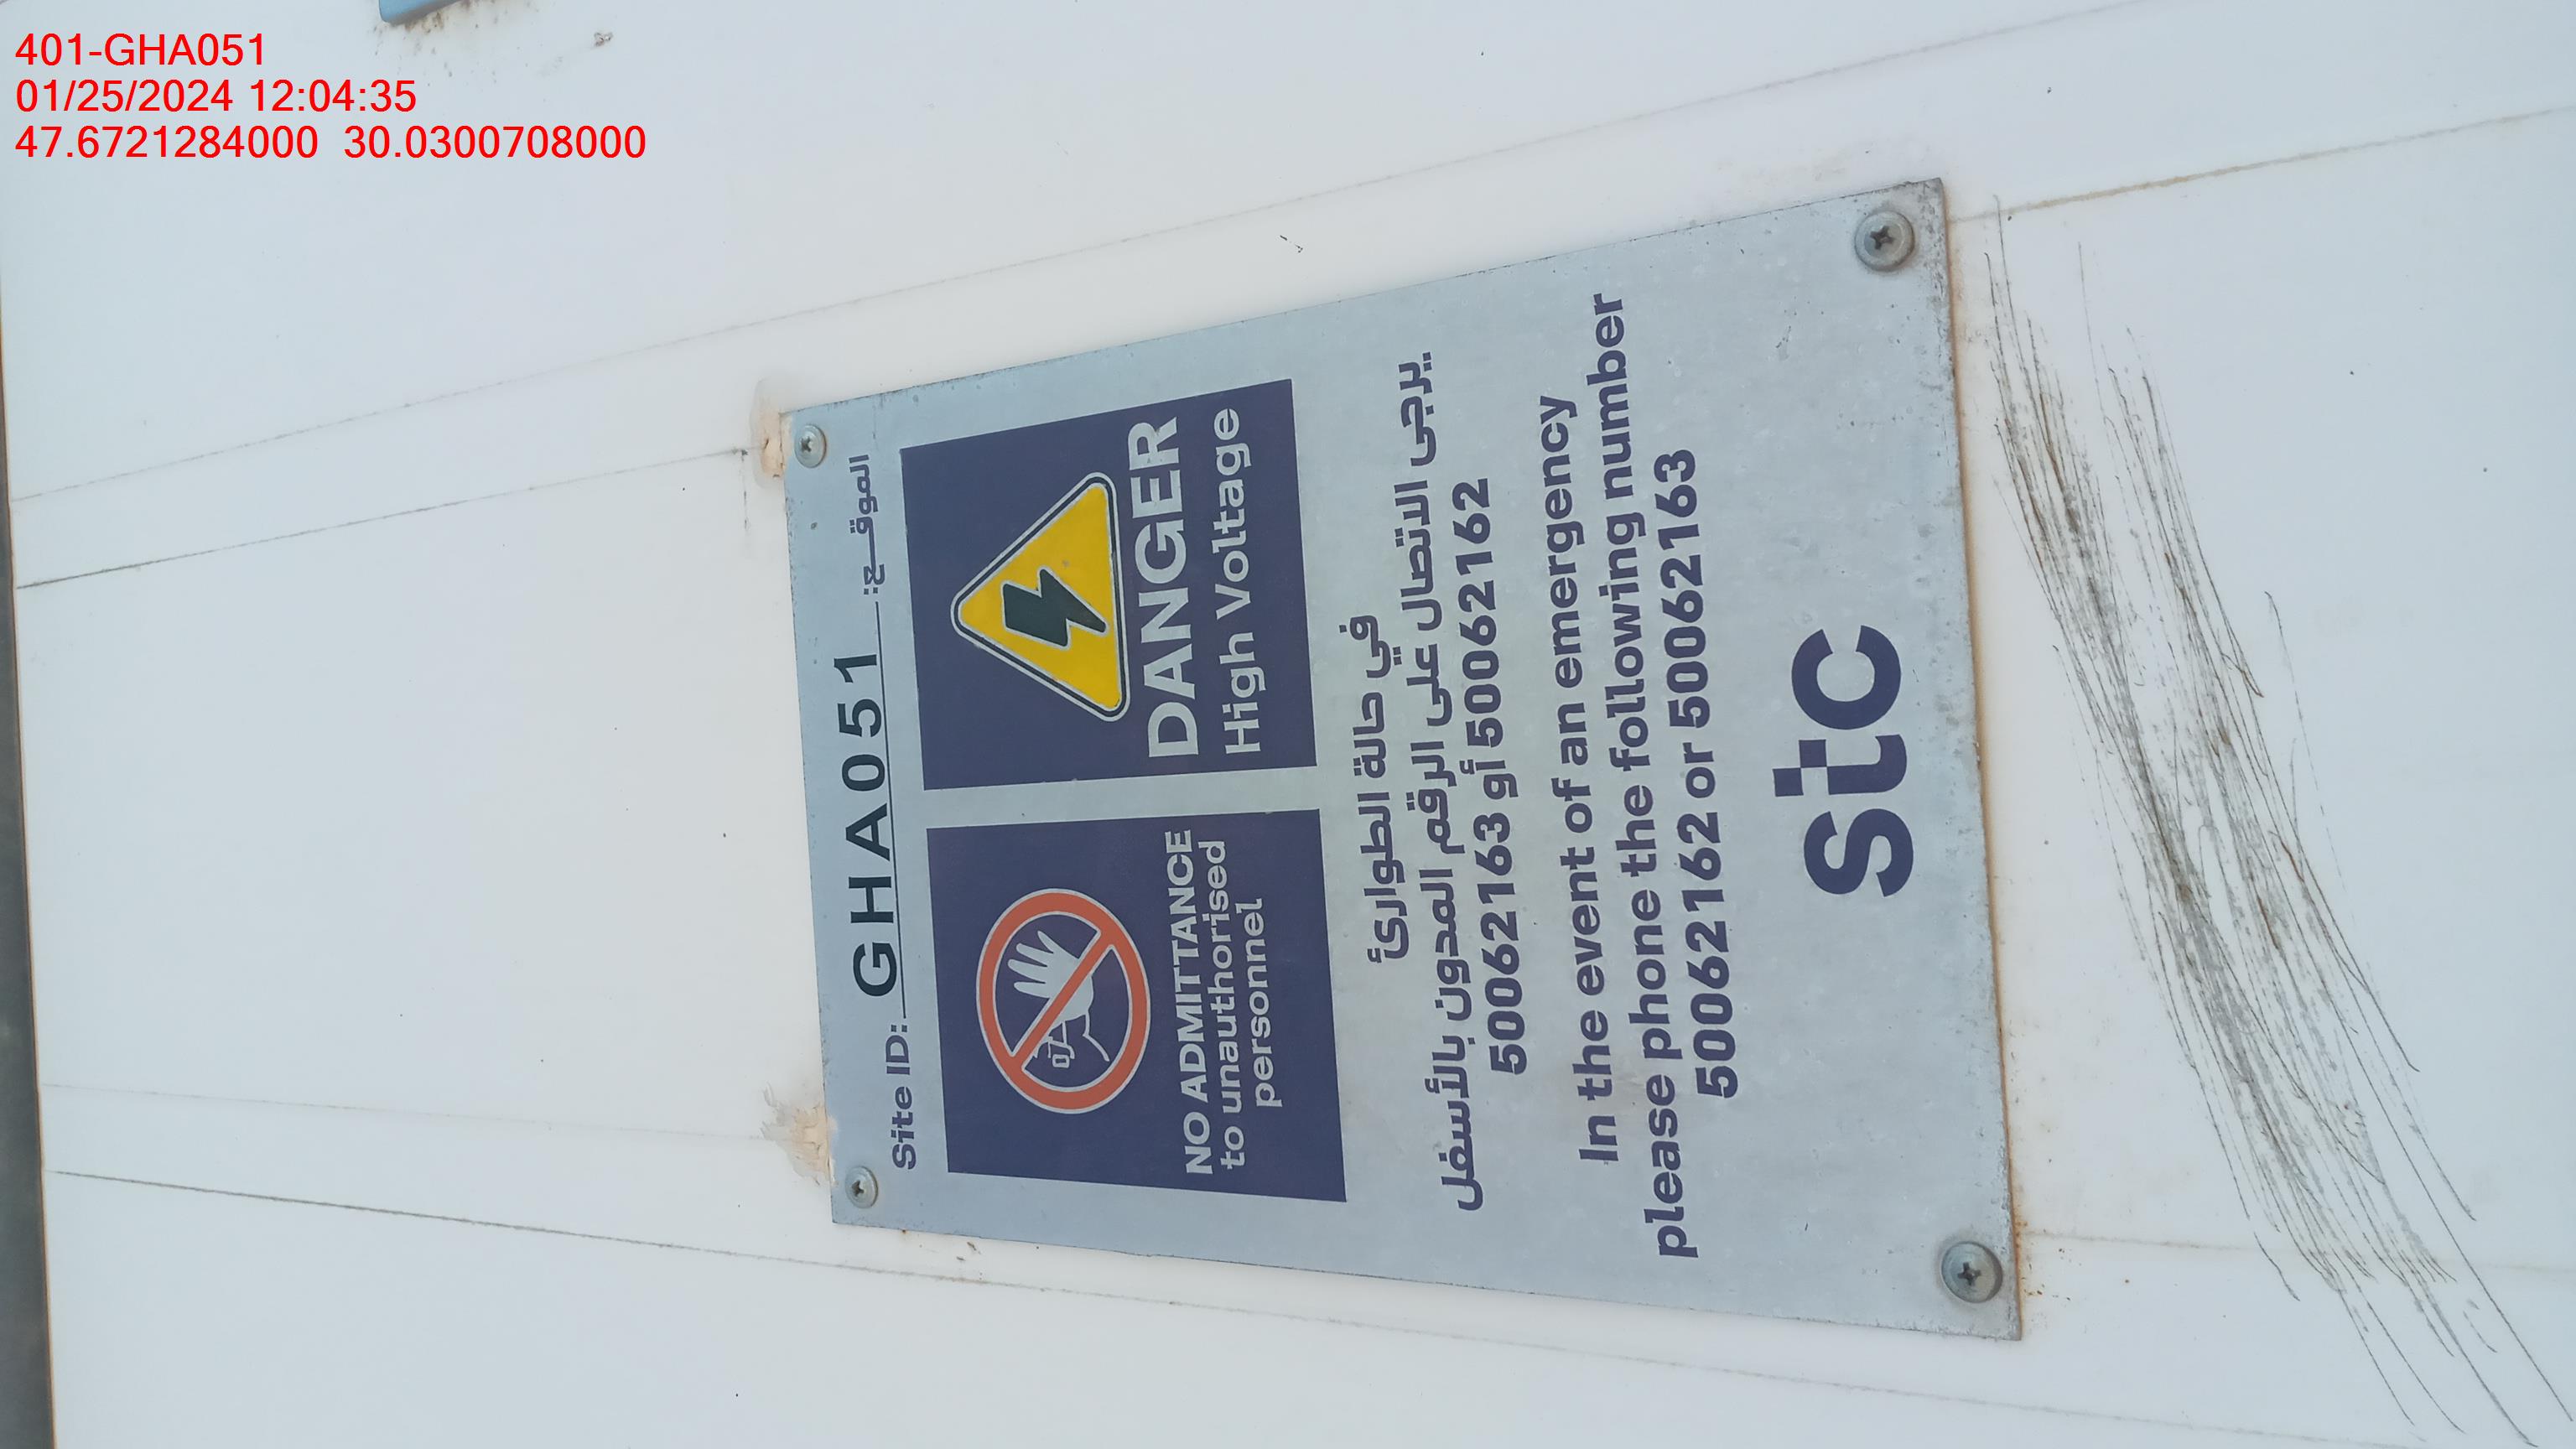 401-GHA051
01/25/2024 12:04:35
47.6721284000 30.0300708000
Site ID: GHA051 الموقــع:
NO ADMITTANCE
to unauthorised
personnel
DANGER
High Voltage
في حالة الطوارئ
يرجى الاتصال على الرقم المدون بالأسفل
50062163 أو 50062162
In the event of an emergency
please phone the following number
50062162 or 50062163
stc